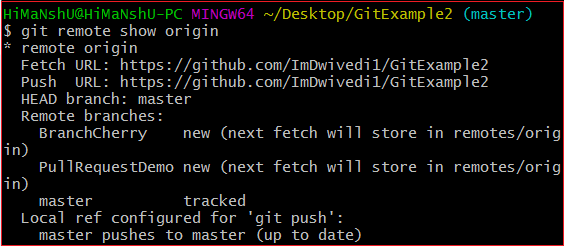 HiMaNshU@HiMaNshU-PC MINGW64 ~/Desktop/GitExample2 (master)
$ git remote show origin
* remote origin
  Fetch URL: https://github.com/ImDwivedi1/GitExample2
  Push  URL: https://github.com/ImDwivedi1/GitExample2
  HEAD branch: master
  Remote branches:
    BranchCherry    new (next fetch will store in remotes/orig
in)
    PullRequestDemo new (next fetch will store in remotes/orig
in)
    master          tracked
  Local ref configured for 'git push':
    master pushes to master (up to date)